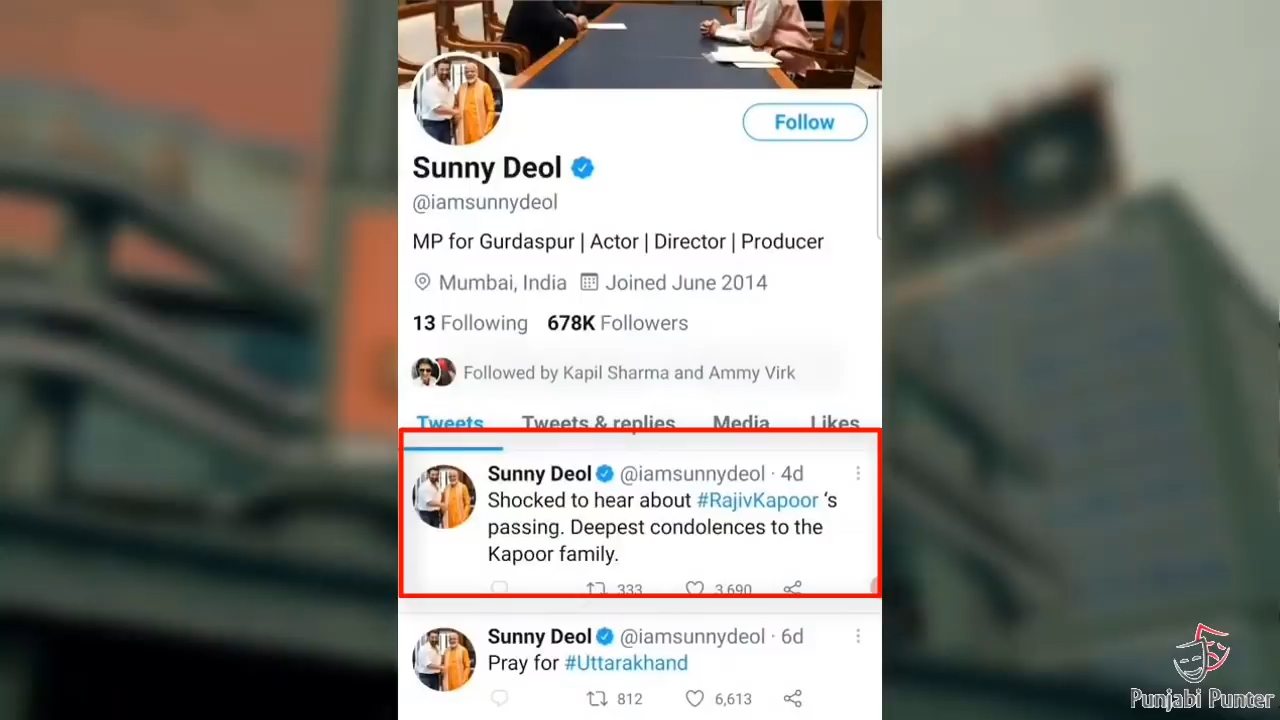 Follow
Sunny Deol
@iamsunnydeol
MP for Gurdaspur | Actor | Director | Producer
Mumbai, India Joined June 2014
13 Following 678K Followers
Followed by Kapil Sharma and Ammy Virk
Tweets Tweets & replies Media Likes
Sunny Deol @iamsunnydeol · 4d
Shocked to hear about #RajivKapoor ‘s
passing. Deepest condolences to the
Kapoor family.
333 3,690
Sunny Deol @iamsunnydeol · 6d
Pray for #Uttarakhand
812 6,613
Punjabi Punter